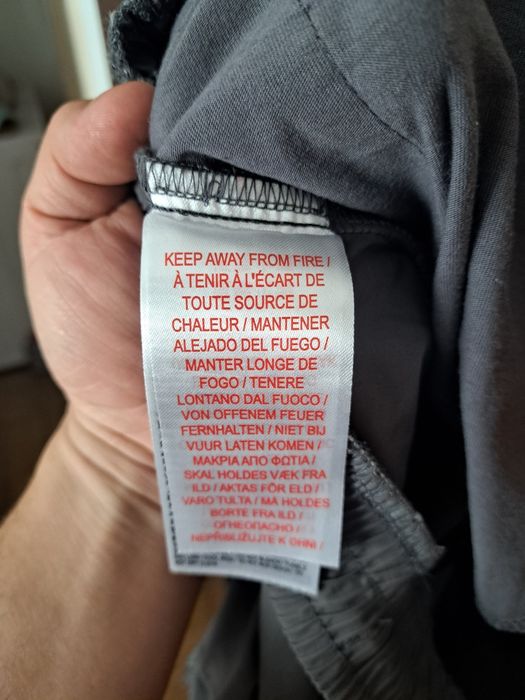 KEEP AWAY FROM FIRE /
À TENIR À L'ÉCART DE
TOUTE SOURCE DE
CHALEUR / MANTENER
ALEJADO DEL FUEGO /
MANTER LONGE DE
FOGO / TENERE
LONTANO DAL FUOCO /
VON OFFENEM FEUER
FERNHALTEN / NIET BIJ
VUUR LATEN KOMEN /
ΜΑΚΡΙΑ ΑΠΟ ΦΩΤΙΑ /
SKAL HOLDES VÆK FRA
ILD / AKTAS FÖR ELD /
VARO TULTA / MÅ HOLDES
BORTE FRA ILD /
ОГНЕОПАСНО /
NEPŘIBLIŽUJTE K OHNI /